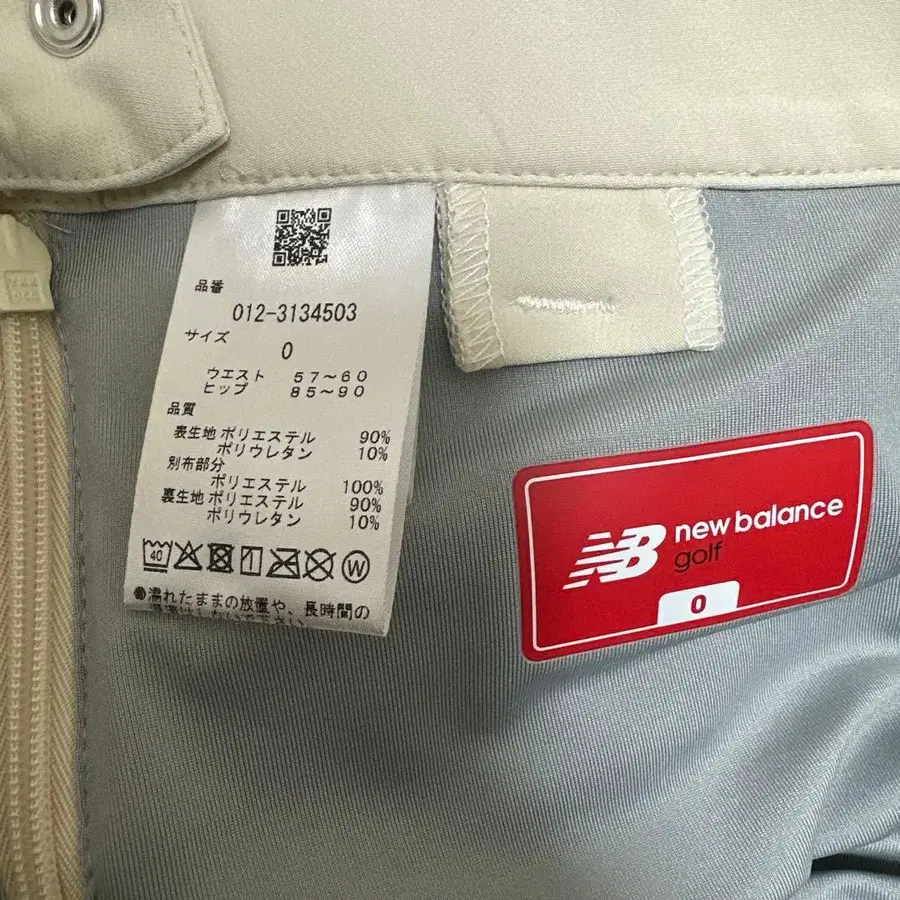 品番
012-3134503
サイズ
0
ウエスト 57~60
ヒップ 85~90
品質
表生地 ポリエステル 90%
ポリウレタン 10%
別布部分
ポリエステル 100%
裏生地 ポリエステル 90%
ポリウレタン 10%
40
W
濡れたままの放置や、長時間の
NB new balance
golf
0